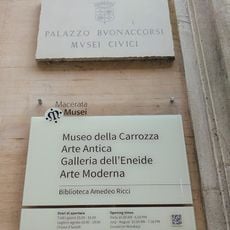 PALAZZO BVONACCORSI
MVSEI CIVICI
Macerata
Musei
Museo della Carrozza
Arte Antica
Galleria dell'Eneide
Arte Moderna
Biblioteca Amedeo Ricci
Orari di apertura
Opening times